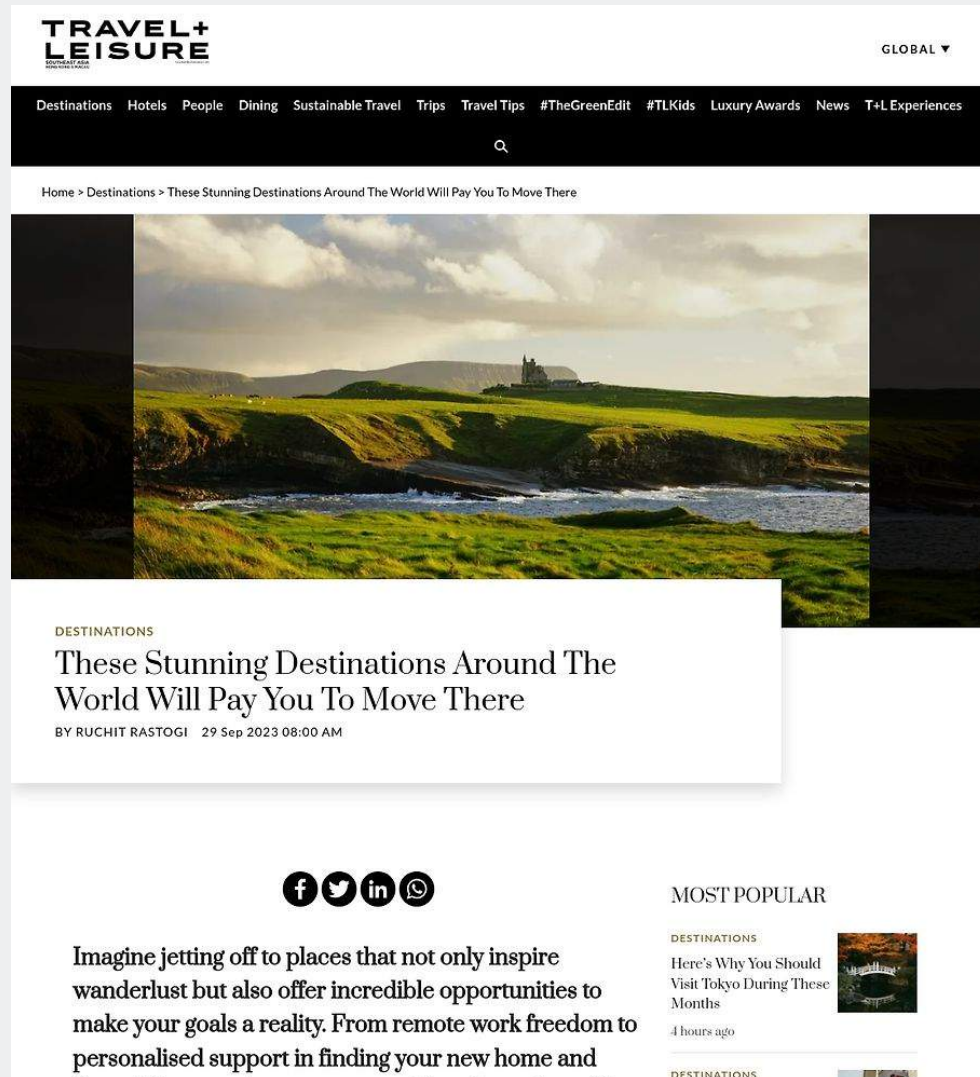 TRAVEL+
LEISURE
SOUTHEAST ASIA
GLOBAL ▼
Destinations Hotels People Dining Sustainable Travel Trips Travel Tips #TheGreenEdit #TLKids Luxury Awards News T+L Experiences
Home > Destinations > These Stunning Destinations Around The World Will Pay You To Move There
DESTINATIONS
These Stunning Destinations Around The
World Will Pay You To Move There
BY RUCHIT RASTOGI 29 Sep 2023 08:00 AM
Imagine jetting off to places that not only inspire
wanderlust but also offer incredible opportunities to
make your goals a reality. From remote work freedom to
personalised support in finding your new home and
MOST POPULAR
DESTINATIONS
Here's Why You Should
Visit Tokyo During These
Months
4 hours ago
DESTINATIONS